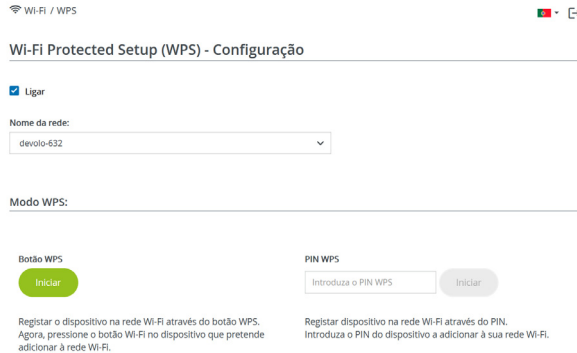 Wi-Fi / WPS
Wi-Fi Protected Setup (WPS) - Configuração
Ligar
Nome da rede:
devolo-632
Modo WPS:
Botão WPS
Iniciar
Registar o dispositivo na rede Wi-Fi através do botão WPS.
Agora, pressione o botão Wi-Fi no dispositivo que pretende
adicionar à rede Wi-Fi.
PIN WPS
Introduza o PIN WPS
Iniciar
Registar dispositivo na rede Wi-Fi através do PIN.
Introduza o PIN do dispositivo a adicionar à sua rede Wi-Fi.